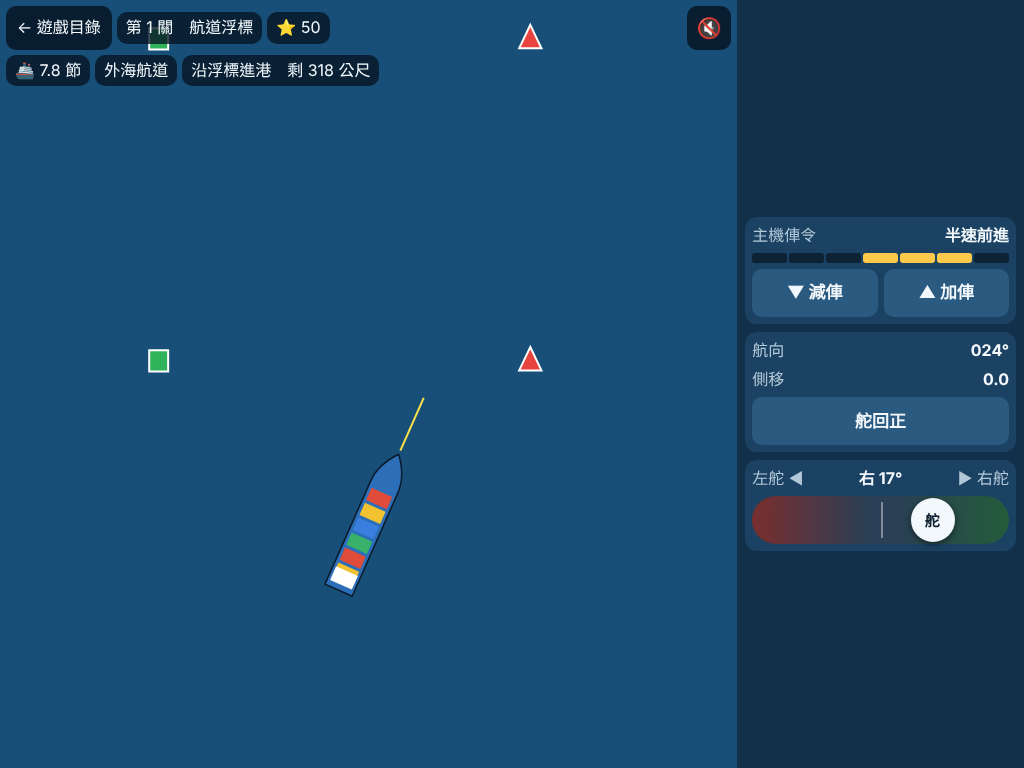 ← 遊戲目錄
第 1 關　航道浮標
⭐ 50
🚢 7.8 節
外海航道
沿浮標進港　剩 318 公尺
主機俥令
半速前進
▼ 減俥
▲ 加俥
航向
024°
側移
0.0
舵回正
左舵 ◀
右 17°
▶ 右舵
舵